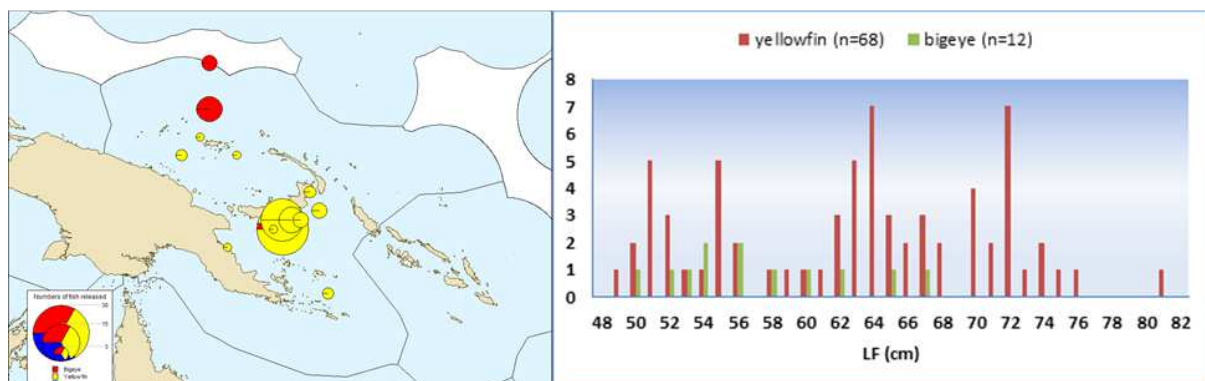 Numbers of fish released
30
15
5
Bigeye
Yellowfin
yellowfin (n=68) bigeye (n=12)
8
7
6
5
4
3
2
1
0
48 50 52 54 56 58 60 62 64 66 68 70 72 74 76 78 80 82
LF (cm)